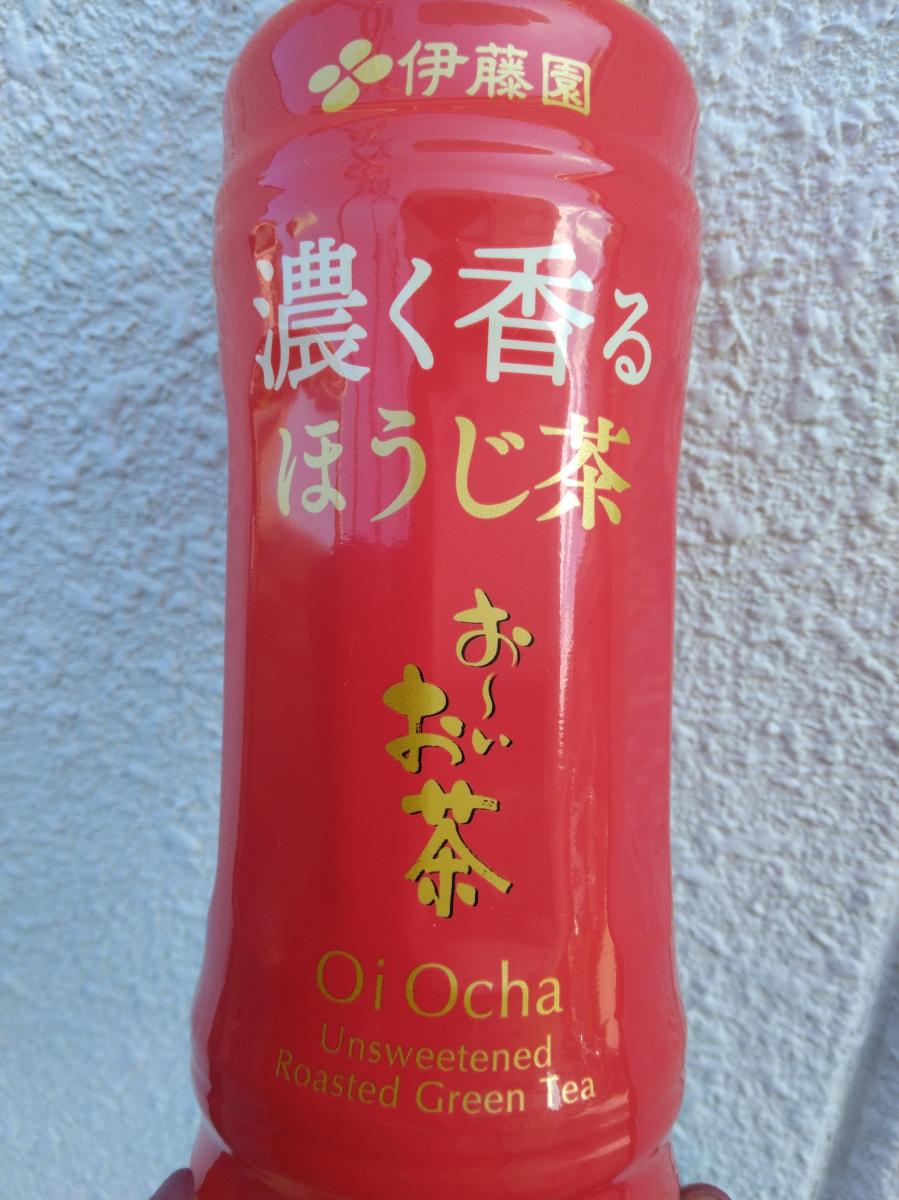 伊藤園
濃く香る
ほうじ茶
お〜い
お茶
Oi Ocha
Unsweetened
Roasted Green Tea